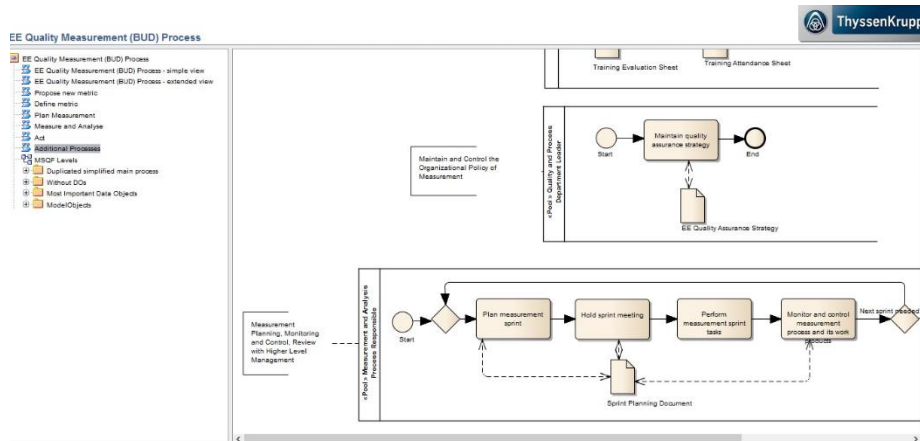 ThyssenKrupp
EE Quality Measurement (BUD) Process
EE Quality Measurement (BUD) Process
EE Quality Measurement (BUD) Process - simple view
EE Quality Measurement (BUD) Process - extended view
Propose new metric
Define metric
Plan Measurement
Measure and Analyse
Act
Additional Processes
MSQF Levels
Duplicated simplified main process
Without DOs
Most Important Data Objects
ModelObjects
Training Evaluation Sheet
Training Attendance Sheet
Maintain and Control the
Organizational Policy of
Measurement
«Pool» Quality and Process
Department Leader
Start
Maintain quality
assurance strategy
End
EE Quality Assurance Strategy
Measurement
Planning, Monitoring
and Control, Review
with Higher Level
Management
«Pool» Measurement and Analysis
Process Responsible
Start
Plan measurement
sprint
Hold sprint meeting
Perform
measurement sprint
tasks
Monitor and control
measurement
process and its work
products
Next sprint needed
Sprint Planning Document